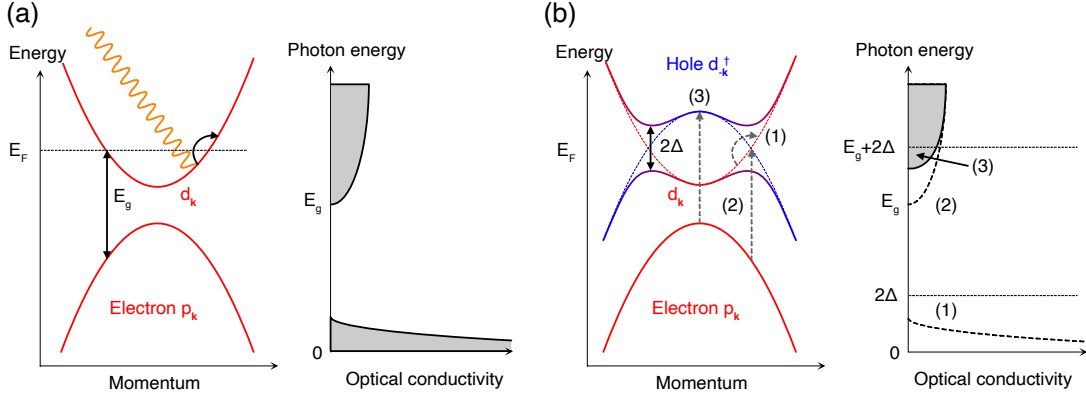 (a)
Energy
E_F
E_g
d_k
Electron p_k
Momentum
Photon energy
E_g
0
Optical conductivity
(b)
Energy
Hole d_-k^†
(3)
(1)
E_F
2Δ
d_k
(2)
Electron p_k
Momentum
Photon energy
E_g+2Δ
(3)
E_g
(2)
2Δ
(1)
0
Optical conductivity